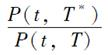 P(t, T*)
P(t, T)